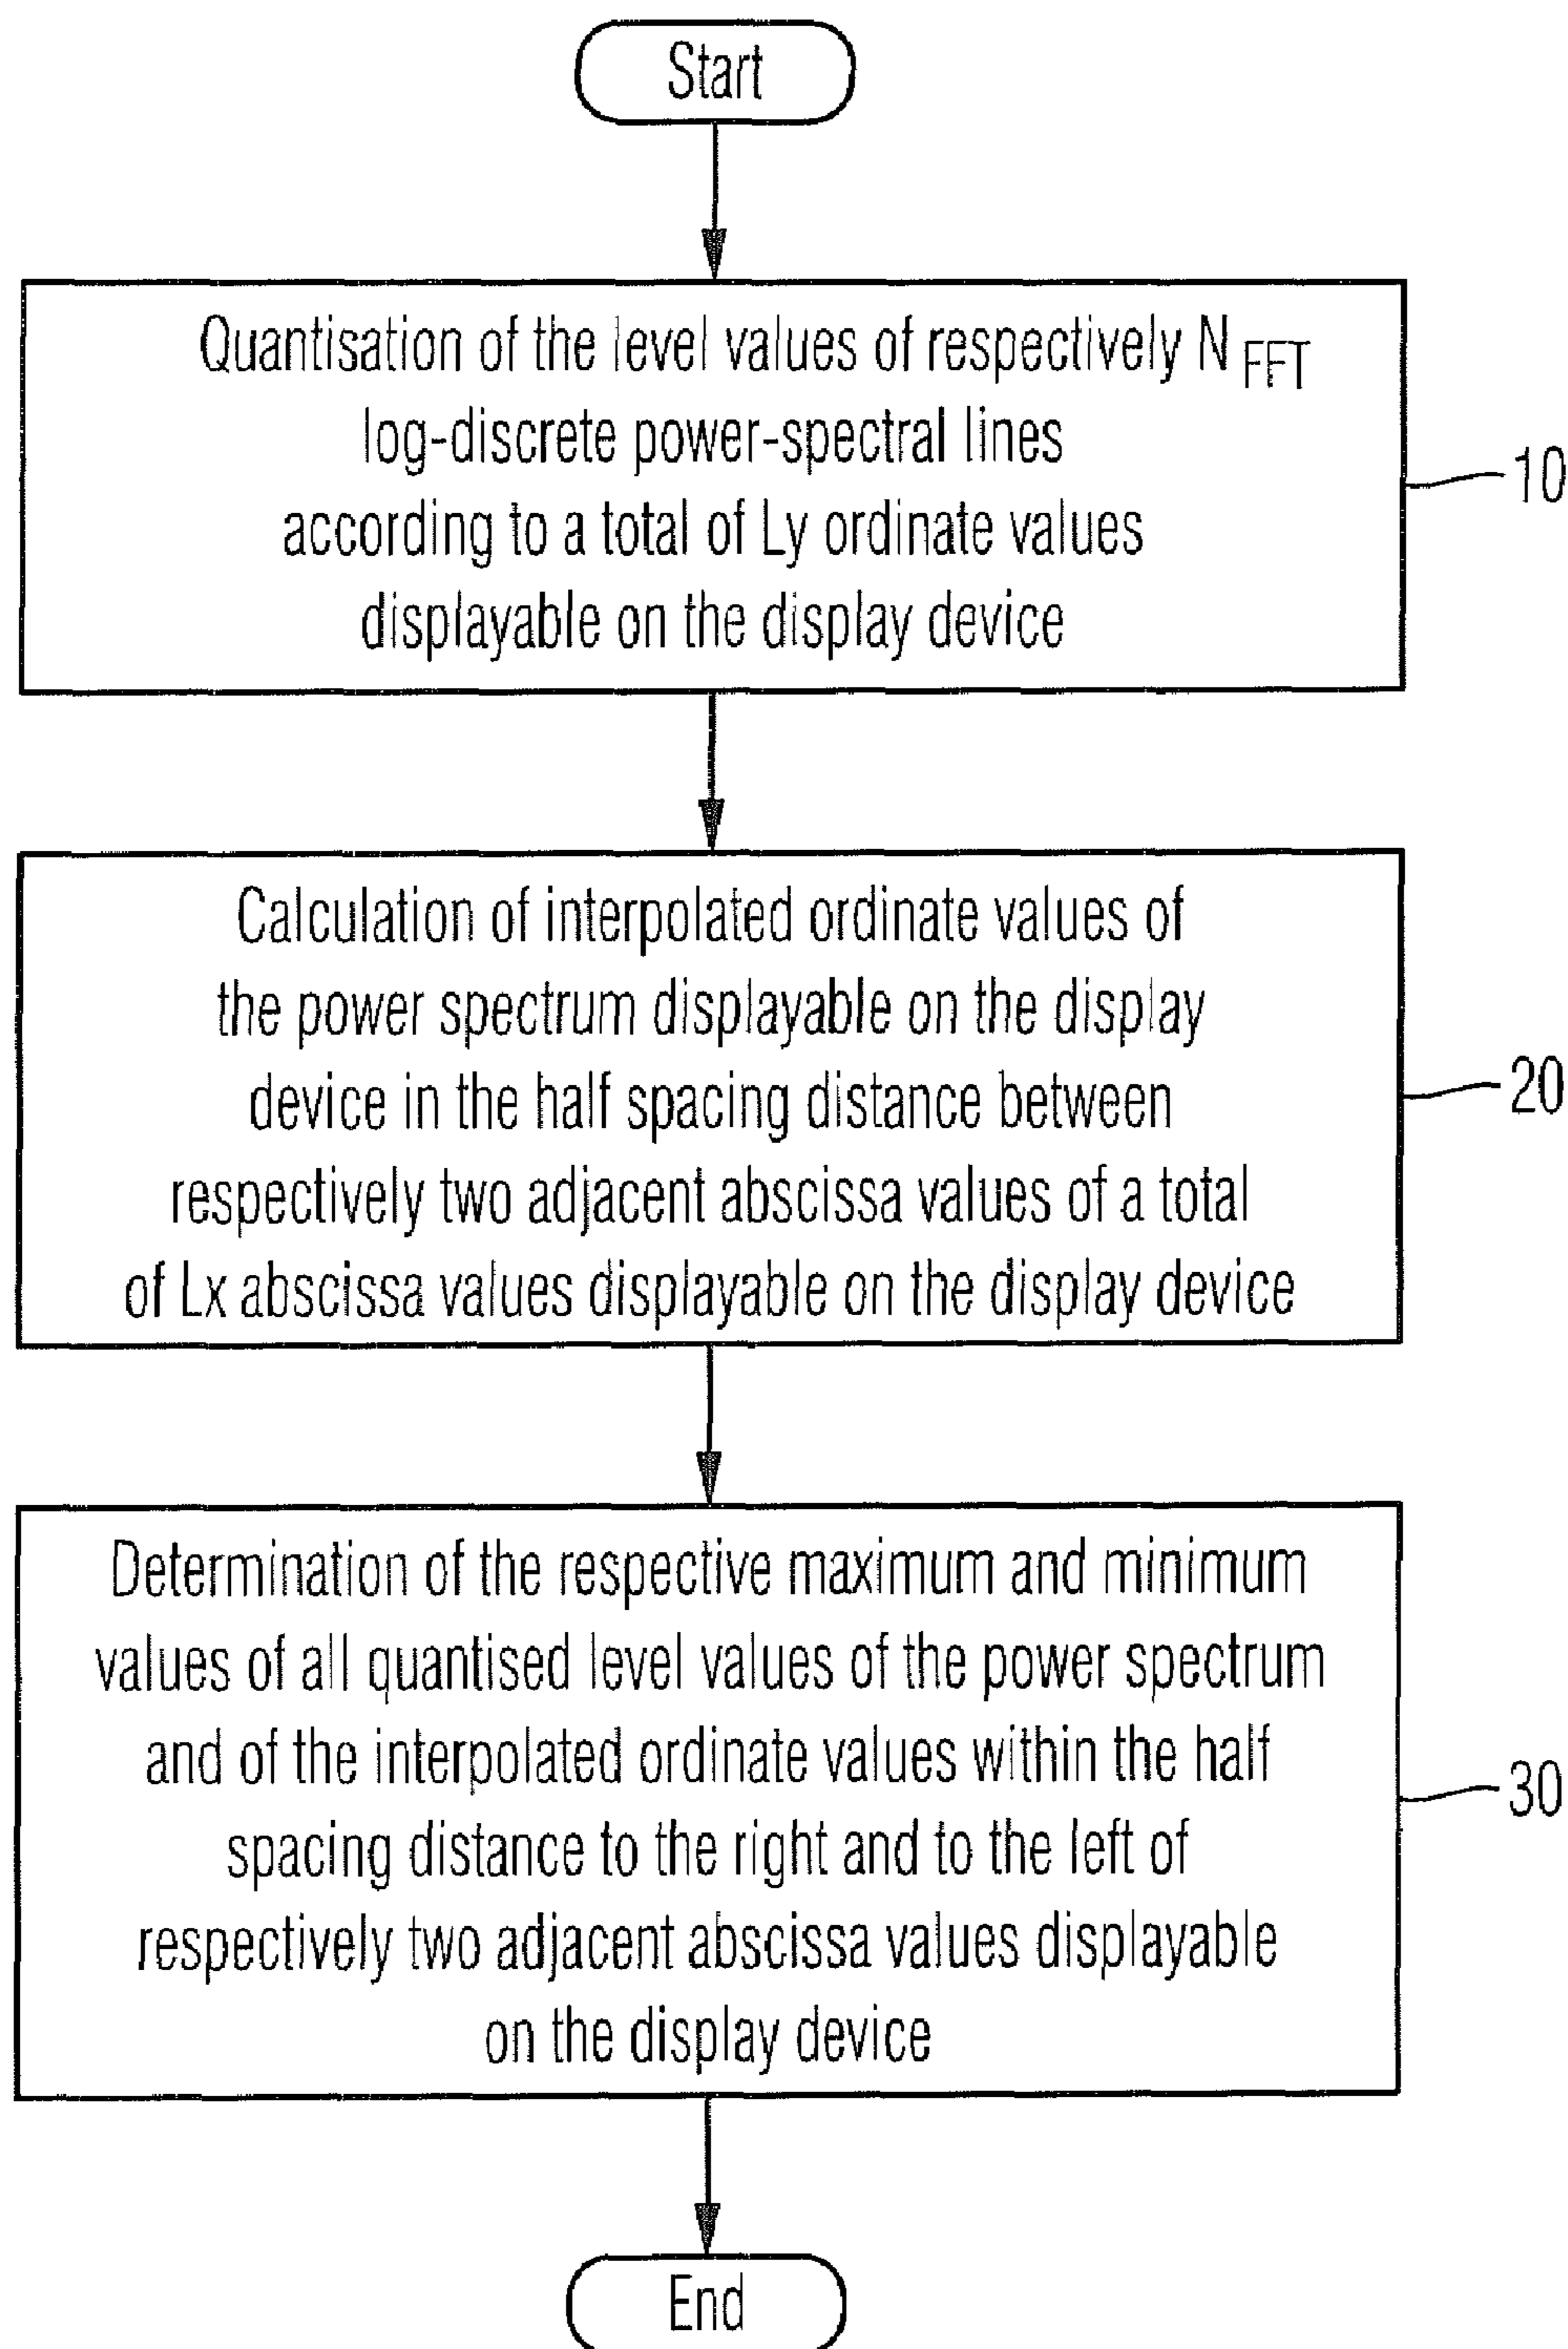 Start
Quantisation of the level values of respectively N FFT
log-discrete power-spectral lines
according to a total of Ly ordinate values
displayable on the display device
10
Calculation of interpolated ordinate values of
the power spectrum displayable on the display
device in the half spacing distance between
respectively two adjacent abscissa values of a total
of Lx abscissa values displayable on the display device
20
Determination of the respective maximum and minimum
values of all quantised level values of the power spectrum
and of the interpolated ordinate values within the half
spacing distance to the right and to the left of
respectively two adjacent abscissa values displayable
on the display device
30
End